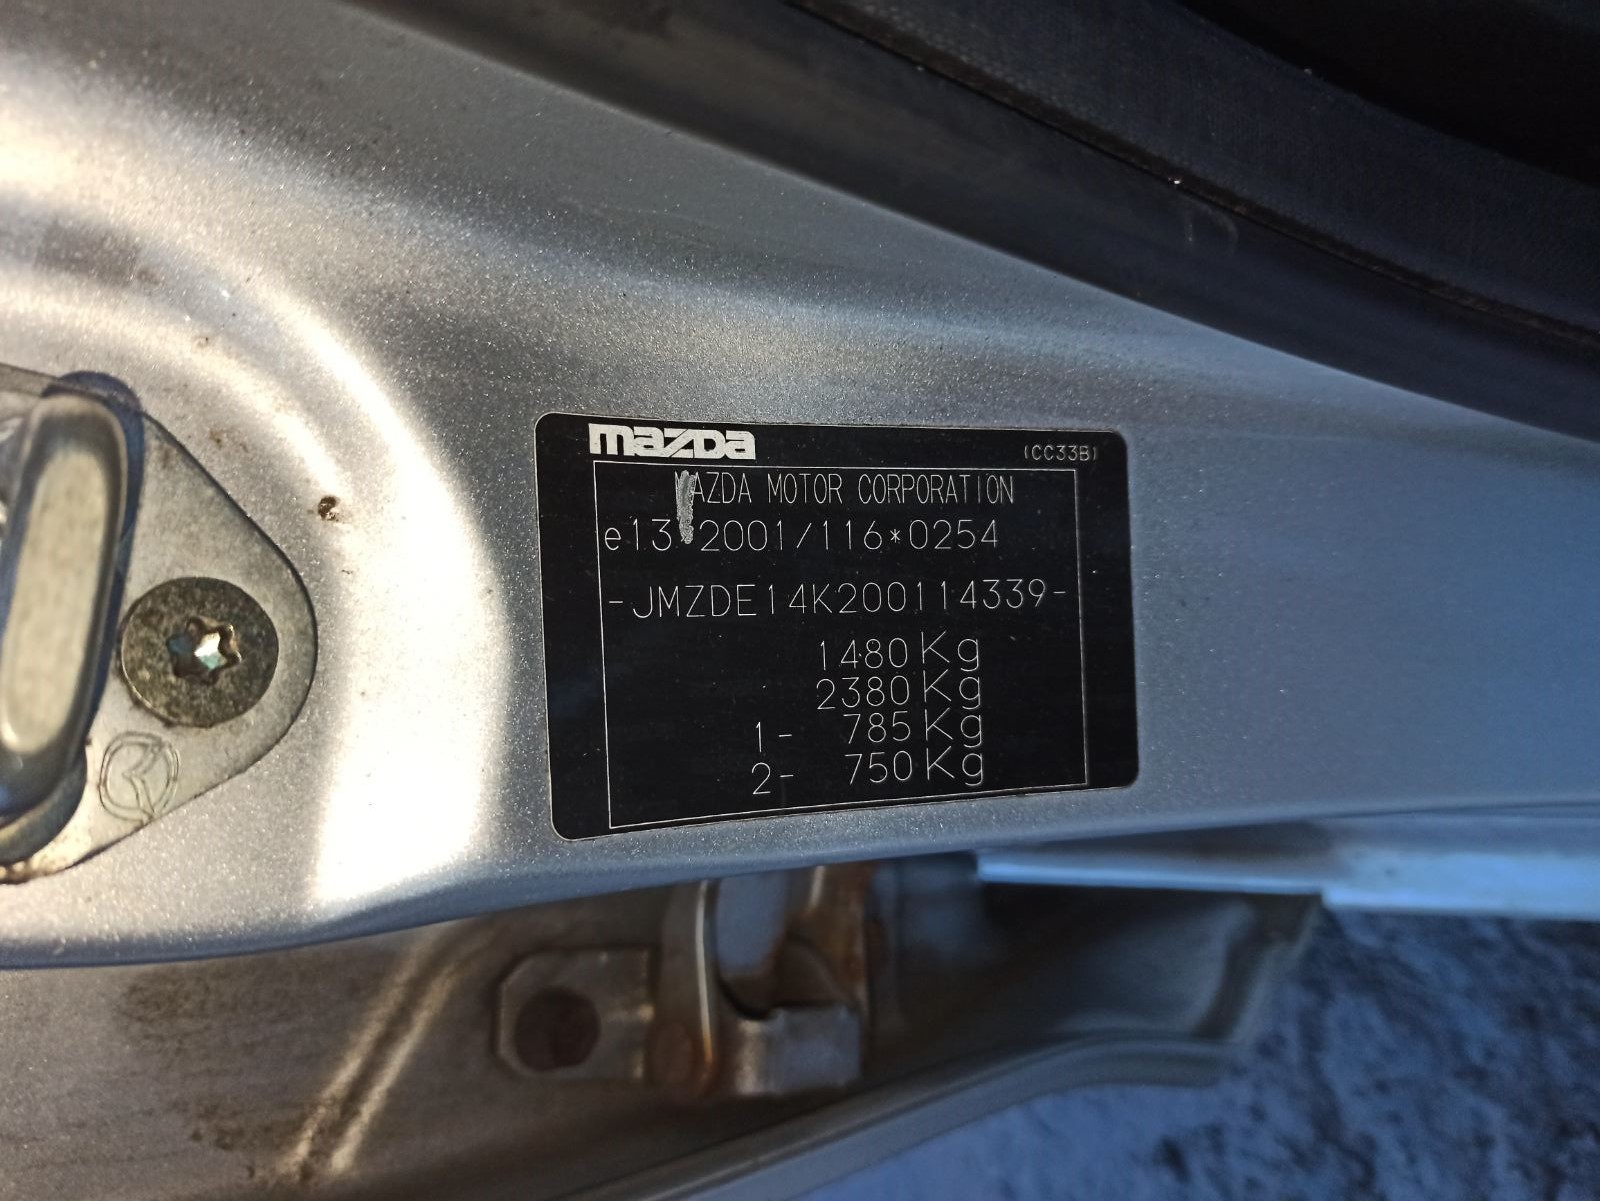 mazda
(CC33B)
MAZDA MOTOR CORPORATION
e13*2001/116*0254
-JMZDE14K200114339-
1480 Kg
2380 Kg
1- 785 Kg
2- 750 Kg